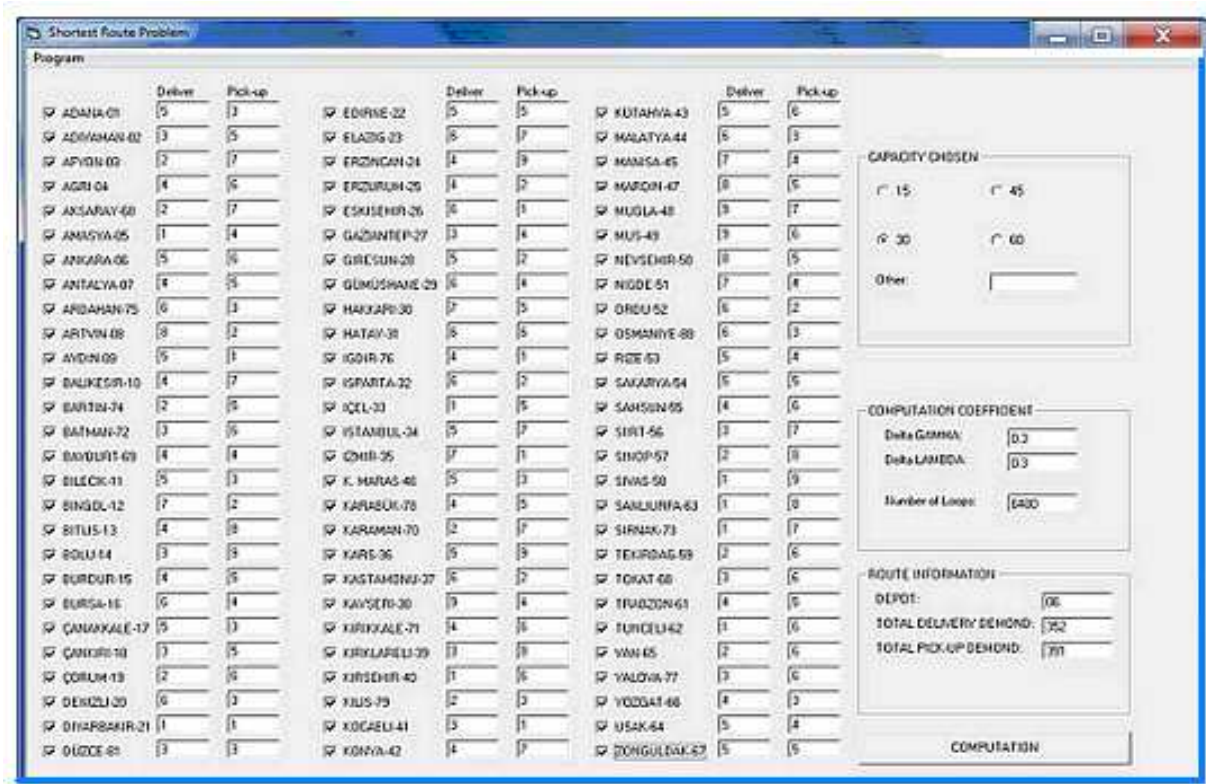 Shortest Route Problem
Program
Deliver Pick-up Deliver Pick-up Deliver Pick-up
ADANA-01 5 3 EDIRNE-22 5 5 KÜTAHYA-43 5 6
ADIYAMAN-02 3 5 ELAZIG-23 6 7 MALATYA-44 6 3
AFYON-03 2 7 ERZINCAN-24 4 9 MANISA-45 7 4
AGRI-04 4 6 ERZURUM-25 4 2 MARDIN-47 8 5
AKSARAY-68 2 7 ESKISEHIR-26 6 1 MUGLA-48 9 7
AMASYA-05 1 4 GAZIANTEP-27 3 4 MUS-49 9 6
ANKARA-06 5 6 GIRESUN-28 5 2 NEVSEHIR-50 8 5
ANTALYA-07 4 5 GÜMÜSHANE-29 6 4 NIGDE-51 7 4
ARDAHAN-75 6 3 HAKKARI-30 7 5 ORDU-52 6 2
ARTVIN-08 8 2 HATAY-31 OSMANIYE-80 6 3
AYDIN-09 5 1 IGDIR-76 4 1 RIZE-53 5 4
BALIKESIR-10 4 7 ISPARTA-32 6 2 SAKARYA-54
BARTIN-74 2 5 IÇEL-33 1 5 SAMSUN-55 4 6
BATMAN-72 3 6 ISTANBUL-34 5 7 SIIRT-56 3 7
BAYBURT-69 4 4 IZMIR-35 7 1 SINOP-57 2 8
BILECIK-11 5 3 K. MARAS-46 5 3 SIVAS-58 1 9
BINGÖL-12 7 2 KARABÜK-78 4 5 SANLIURFA-63 1 8
BITLIS-13 4 8 KARAMAN-70 2 7 SIRNAK-73 1 7
BOLU-14 3 9 KARS-36 5 9 TEKIRDAG-59 2 6
BURDUR-15 4 5 KASTAMONU-37 6 2 TOKAT-60 3 6
BURSA-16 6 4 KAYSERI-38 4 TRABZON-61 4 5
ÇANAKKALE-17 5 3 KIRIKKALE-71 4 6 TUNCELI-62 1 6
ÇANKIRI-18 3 5 KIRKLARELI-39 3 8 VAN-65 2 6
ÇORUM-19 2 6 KIRSEHIR-40 1 6 YALOVA-77 3 6
DENIZLI-20 6 3 KILIS-79 2 3 YOZGAT-66 4 3
DIYARBAKIR-21 1 1 KOCAELI-41 3 1 USAK-64 5 4
DÜZCE-81 3 3 KONYA-42 4 7 ZONGULDAK-67 5 5
CAPACITY CHOSEN
15 45
30 60
Other:
COMPUTATION COEFFIDENT
Delta GAMMA: 0.3
Delta LAMBDA: 0.3
Number of Loops: 6400
ROUTE INFORMATION
DEPOT: 06
TOTAL DELIVERY DEMOND: 352
TOTAL PICK-UP DEMOND: 391
COMPUTATION